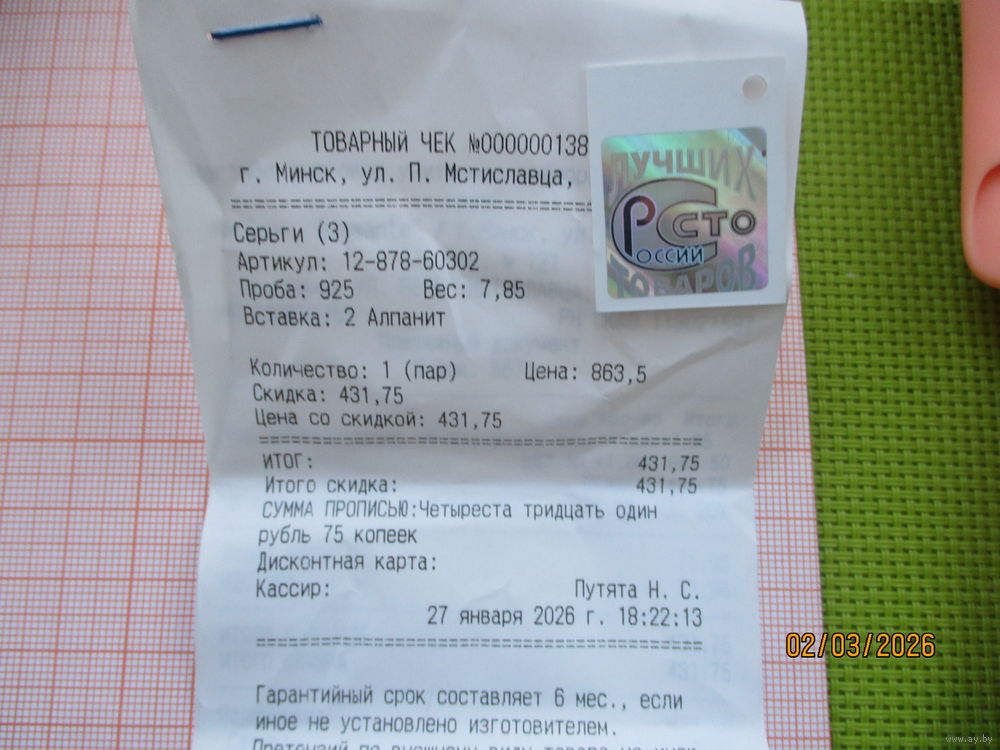 ТОВАРНЫЙ ЧЕК №000000138
г. Минск, ул. П. Мстиславца,
Серьги (3)
Артикул: 12-878-60302
Проба: 925 Вес: 7,85
Вставка: 2 Алпанит
Количество: 1 (пар) Цена: 863,5
Скидка: 431,75
Цена со скидкой: 431,75
ИТОГ: 431,75
Итого скидка: 431,75
СУММА ПРОПИСЬЮ:Четыреста тридцать один
рубль 75 копеек
Дисконтная карта:
Кассир: Путята Н. С.
27 января 2026 г. 18:22:13
Гарантийный срок составляет 6 мес., если
иное не установлено изготовителем.
ЛУЧШИХ
СТО
РОССИИ
ТОВАРОВ
02/03/2026
www.ay.by